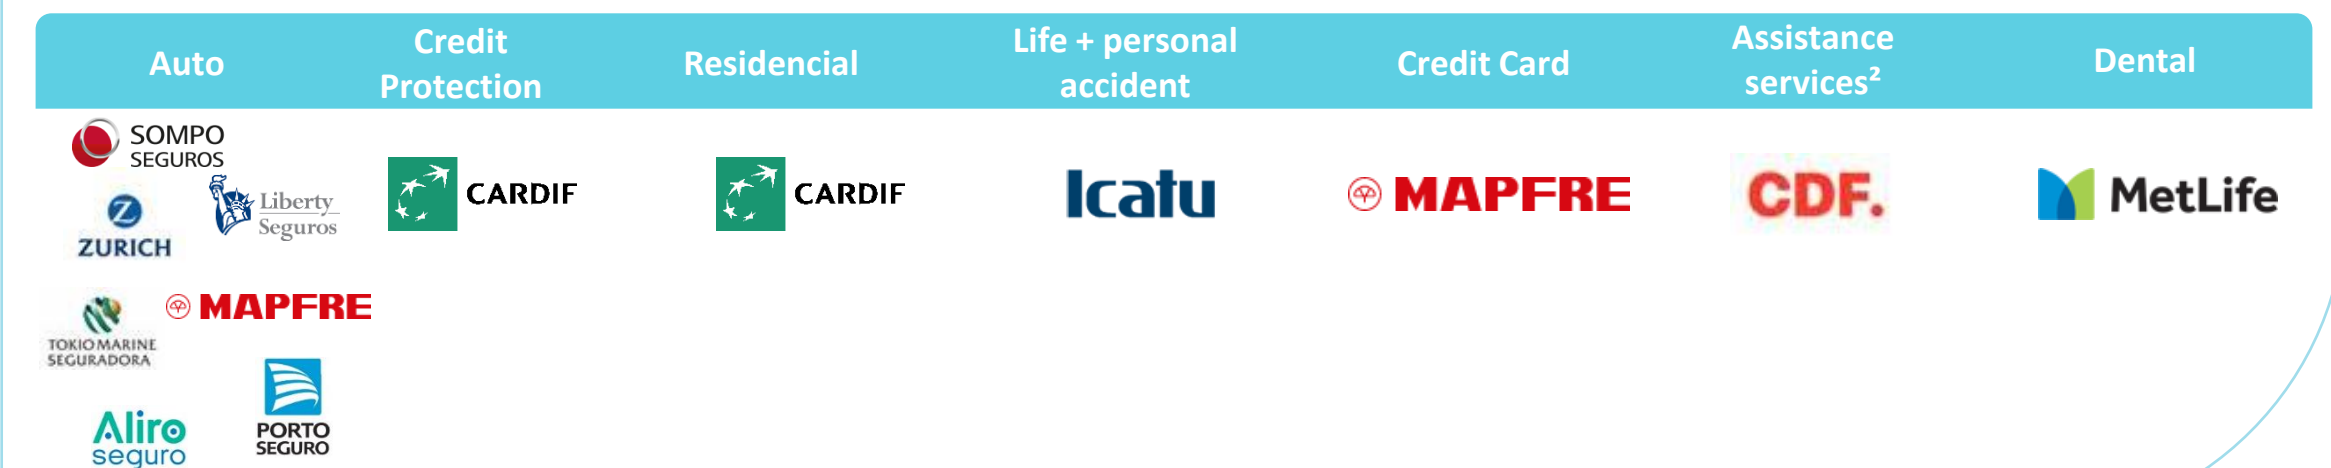 Auto
Credit
Protection
Residencial
Life + personal
accident
Credit Card
Assistance
services²
Dental
SOMPO
SEGUROS
ZURICH
Liberty
Seguros
MAPFRE
TOKIO MARINE
SEGURADORA
Aliro
seguro
PORTO
SEGURO
CARDIF
CARDIF
Icatu
MAPFRE
CDF.
MetLife